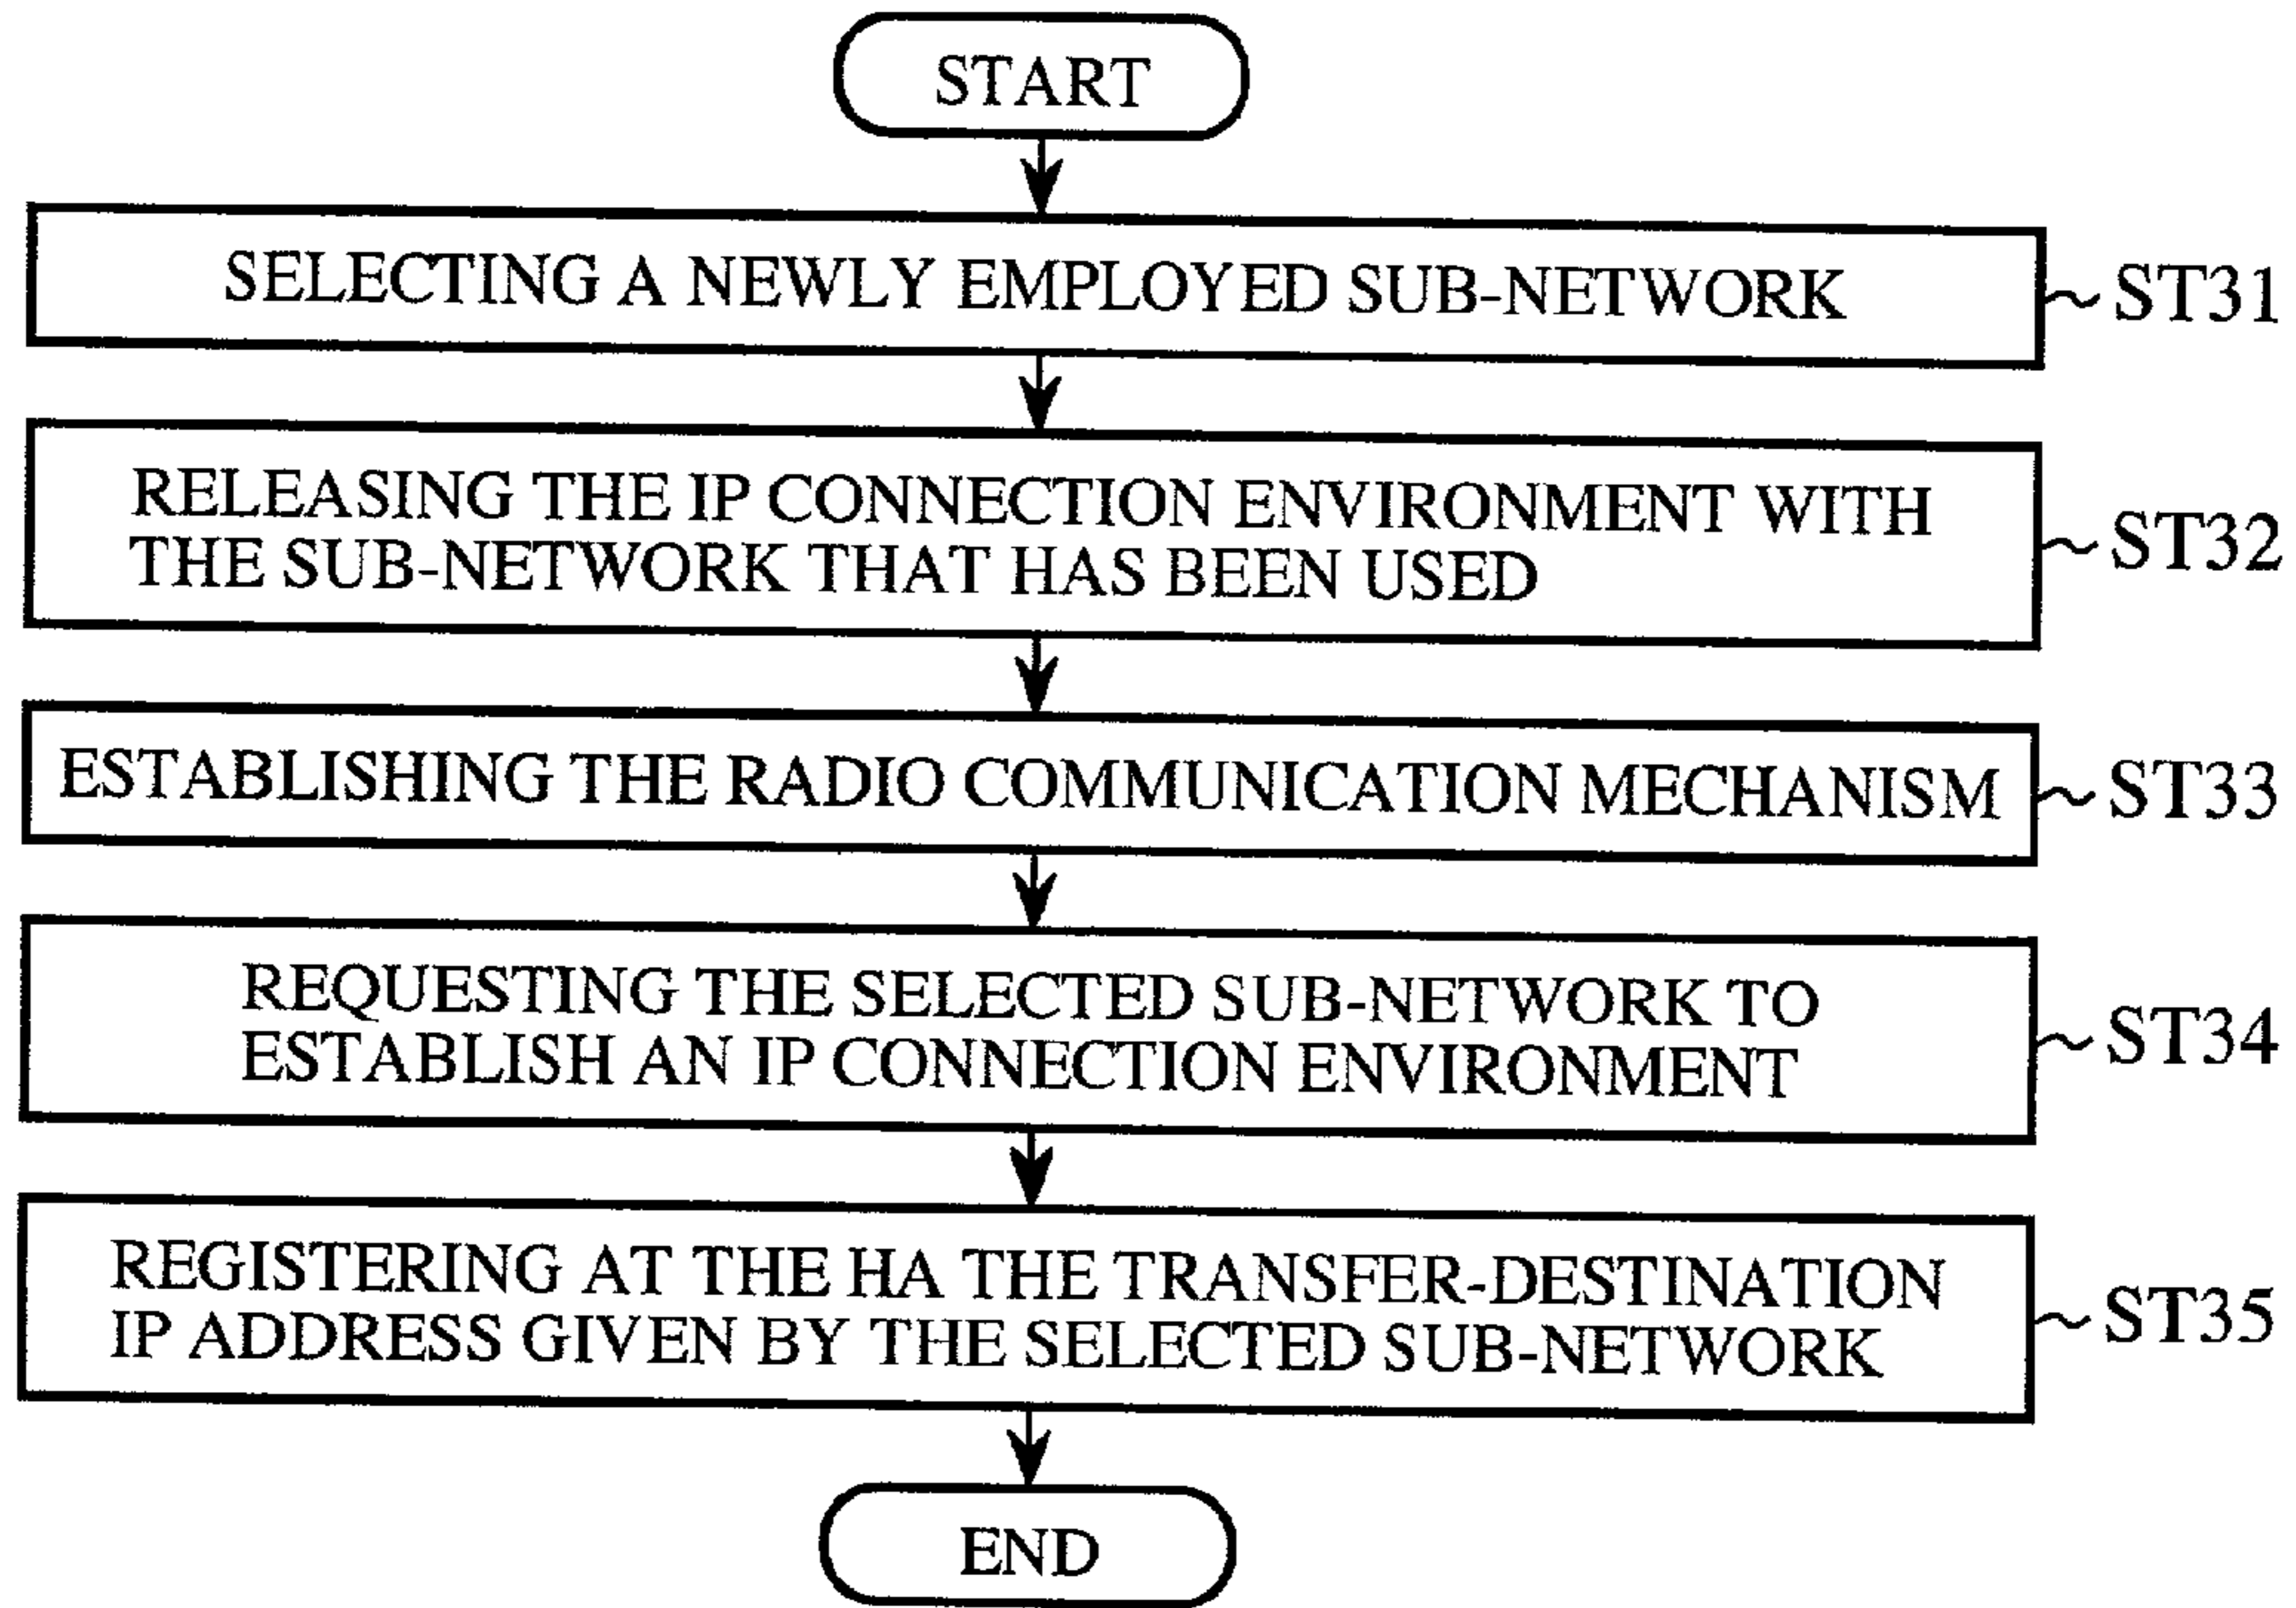 START
SELECTING A NEWLY EMPLOYED SUB-NETWORK
ST31
RELEASING THE IP CONNECTION ENVIRONMENT WITH
THE SUB-NETWORK THAT HAS BEEN USED
ST32
ESTABLISHING THE RADIO COMMUNICATION MECHANISM
ST33
REQUESTING THE SELECTED SUB-NETWORK TO
ESTABLISH AN IP CONNECTION ENVIRONMENT
ST34
REGISTERING AT THE HA THE TRANSFER-DESTINATION
IP ADDRESS GIVEN BY THE SELECTED SUB-NETWORK
ST35
END